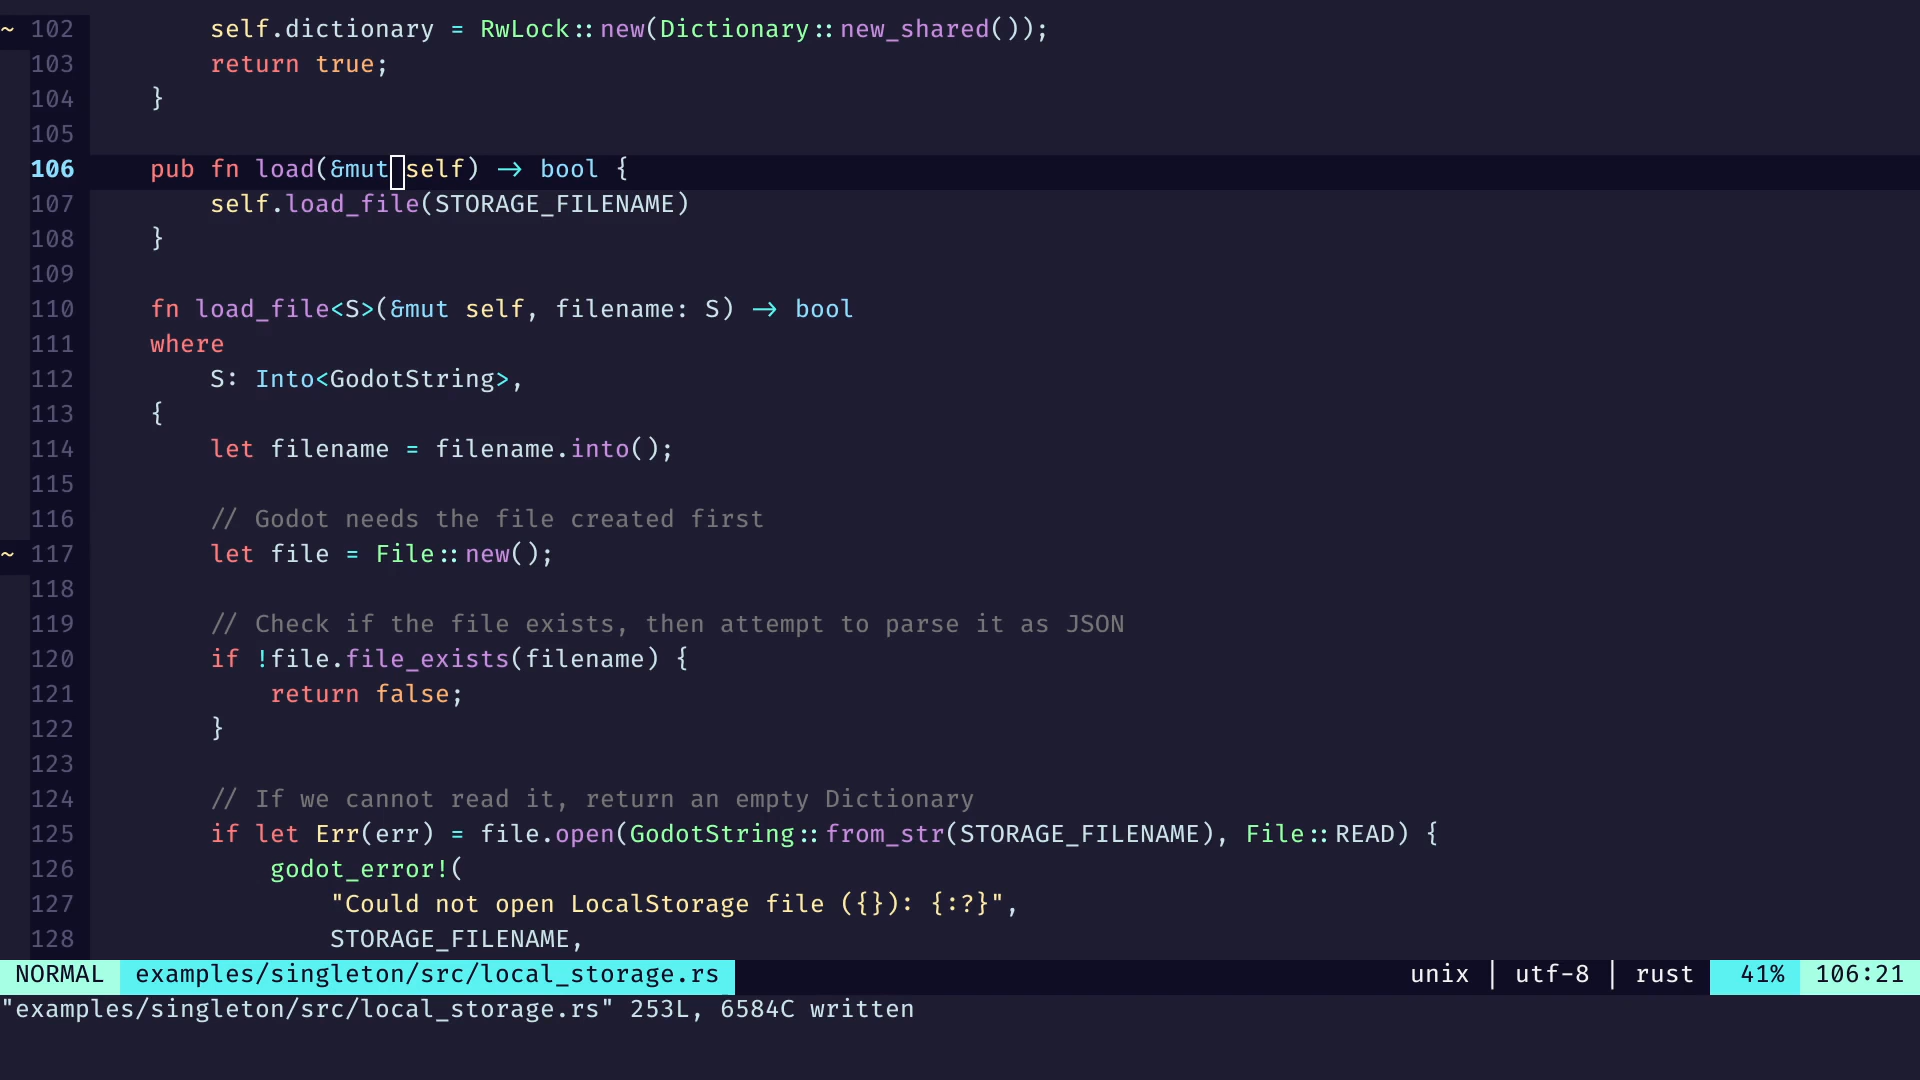 ~ 102         self.dictionary = RwLock::new(Dictionary::new_shared());
103         return true;
104     }
105
106     pub fn load(&mut self) -> bool {
107         self.load_file(STORAGE_FILENAME)
108     }
109
110     fn load_file<S>(&mut self, filename: S) -> bool
111     where
112         S: Into<GodotString>,
113     {
114         let filename = filename.into();
115
116         // Godot needs the file created first
~ 117         let file = File::new();
118
119         // Check if the file exists, then attempt to parse it as JSON
120         if !file.file_exists(filename) {
121             return false;
122         }
123
124         // If we cannot read it, return an empty Dictionary
125         if let Err(err) = file.open(GodotString::from_str(STORAGE_FILENAME), File::READ) {
126             godot_error!(
127                 "Could not open LocalStorage file ({}): {:?}",
128                 STORAGE_FILENAME,
NORMAL examples/singleton/src/local_storage.rs unix | utf-8 | rust 41% 106:21
"examples/singleton/src/local_storage.rs" 253L, 6584C written